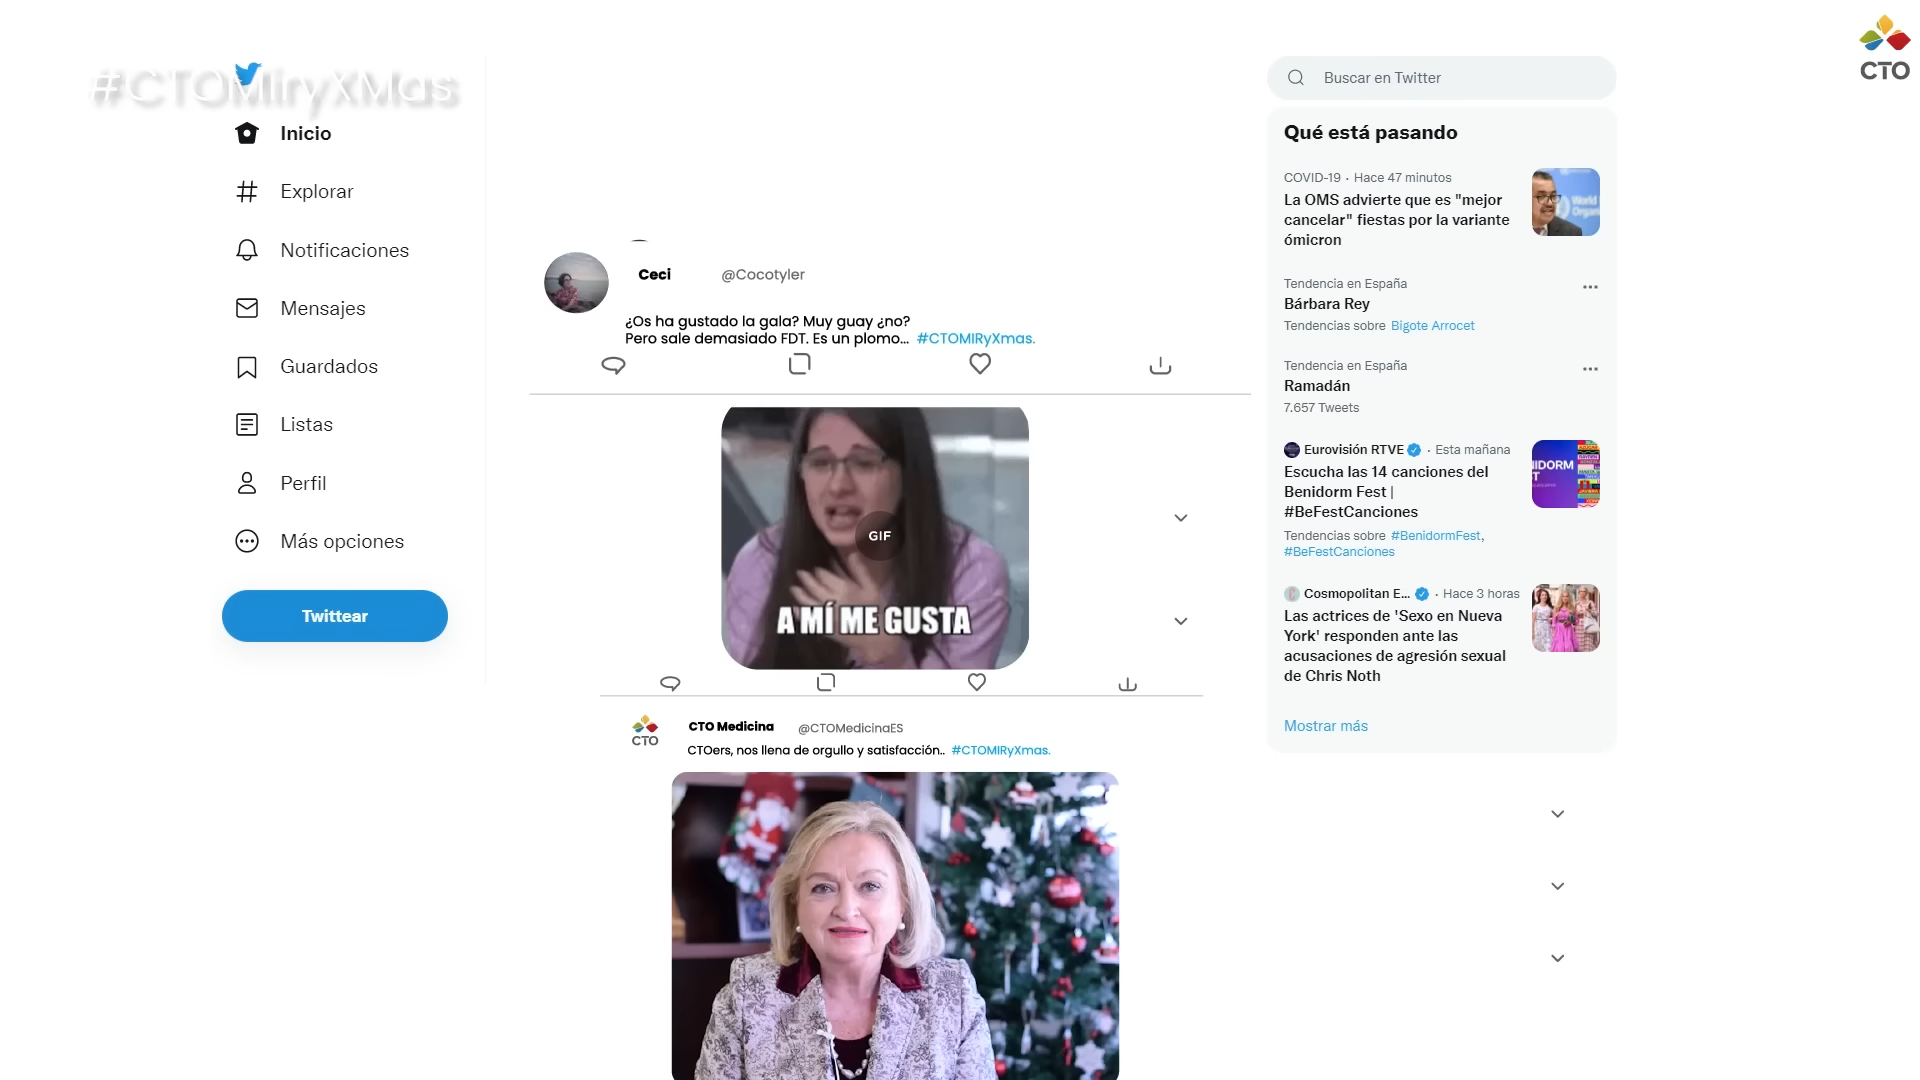 #CTOMIryXMas
CTO
Inicio
Explorar
Notificaciones
Mensajes
Guardados
Listas
Perfil
Más opciones
Twittear
Ceci @Cocotyler
¿Os ha gustado la gala? Muy guay ¿no?
Pero sale demasiado FDT. Es un plomo... #CTOMIRyXmas.
GIF
A MÍ ME GUSTA
CTO
CTO Medicina @CTOMedicinaES
CTOers, nos llena de orgullo y satisfacción.. #CTOMIRyXmas.
Buscar en Twitter
Qué está pasando
COVID-19 · Hace 47 minutos
La OMS advierte que es "mejor
cancelar" fiestas por la variante
ómicron
World
Organi
Tendencia en España
Bárbara Rey
Tendencias sobre Bigote Arrocet
Tendencia en España
Ramadán
7.657 Tweets
Eurovisión RTVE · Esta mañana
Escucha las 14 canciones del
Benidorm Fest |
#BeFestCanciones
Tendencias sobre #BenidormFest,
#BeFestCanciones
NIDORM
T
Cosmopolitan E... · Hace 3 horas
Las actrices de 'Sexo en Nueva
York' responden ante las
acusaciones de agresión sexual
de Chris Noth
Mostrar más